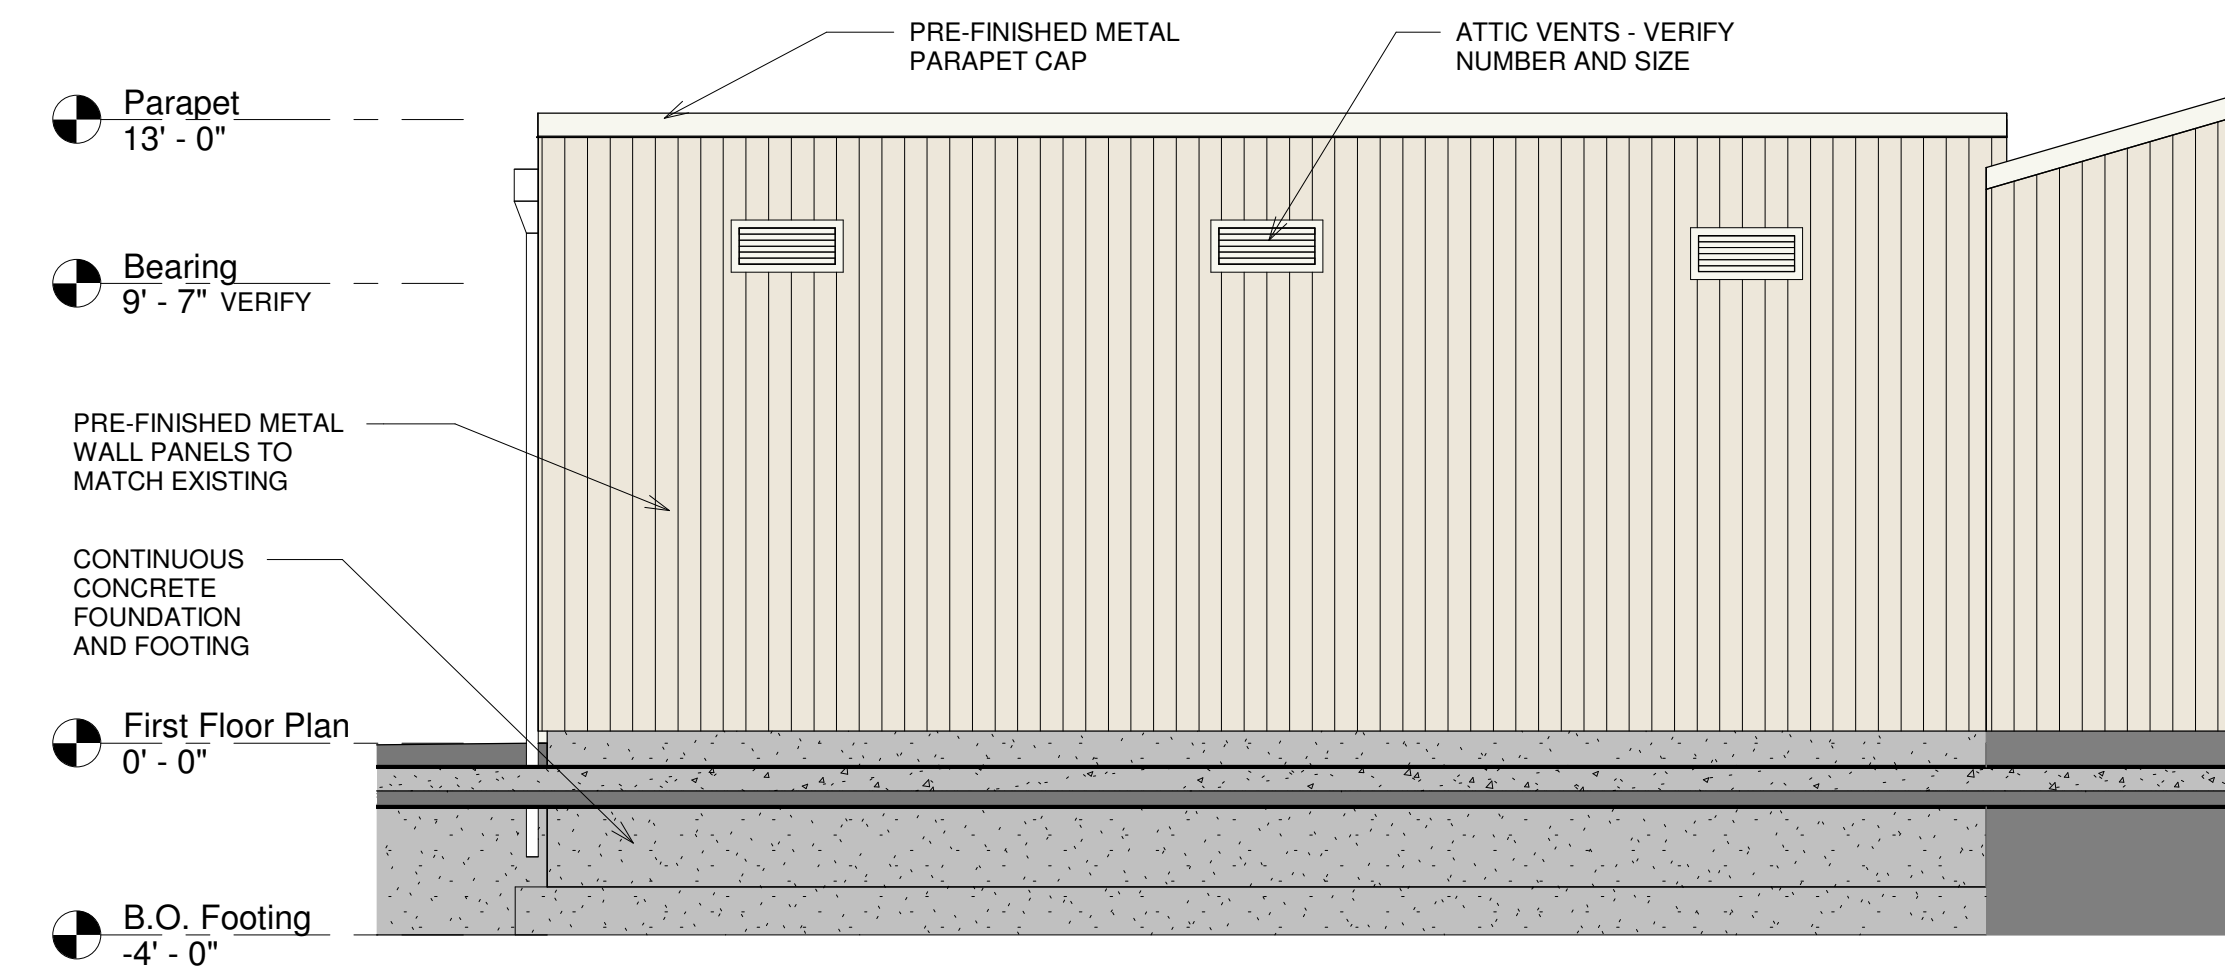 PRE-FINISHED METAL
PARAPET CAP
ATTIC VENTS - VERIFY
NUMBER AND SIZE
Parapet
13' - 0"
Bearing
9' - 7" VERIFY
PRE-FINISHED METAL
WALL PANELS TO
MATCH EXISTING
CONTINUOUS
CONCRETE
FOUNDATION
AND FOOTING
First Floor Plan
0' - 0"
B.O. Footing
-4' - 0"